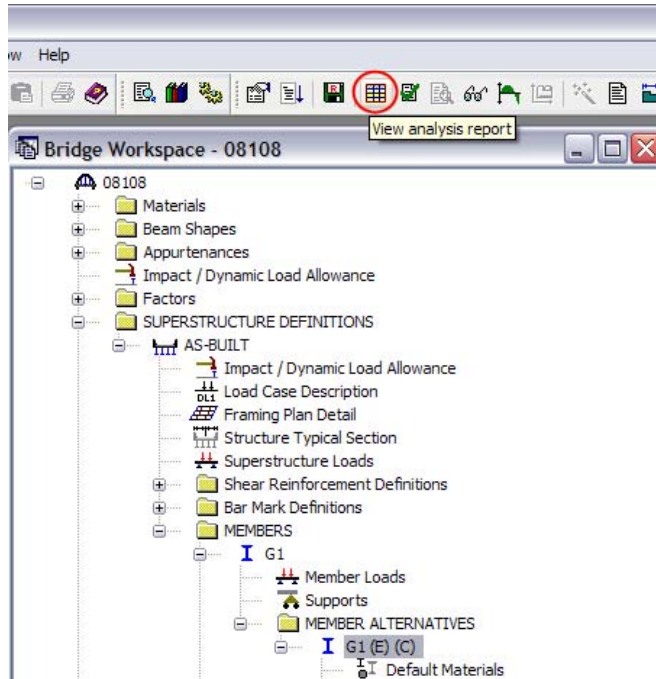 w Help
View analysis report
Bridge Workspace - 08108
08108
Materials
Beam Shapes
Appurtenances
Impact / Dynamic Load Allowance
Factors
SUPERSTRUCTURE DEFINITIONS
AS-BUILT
Impact / Dynamic Load Allowance
DL1 Load Case Description
Framing Plan Detail
Structure Typical Section
Superstructure Loads
Shear Reinforcement Definitions
Bar Mark Definitions
MEMBERS
G1
Member Loads
Supports
MEMBER ALTERNATIVES
G1 (E) (C)
Default Materials